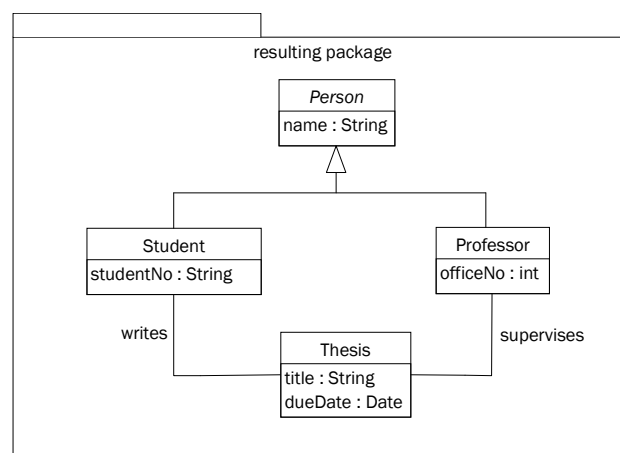 resulting package
Person
name : String
Student
studentNo : String
Professor
officeNo : int
writes
supervises
Thesis
title : String
dueDate : Date